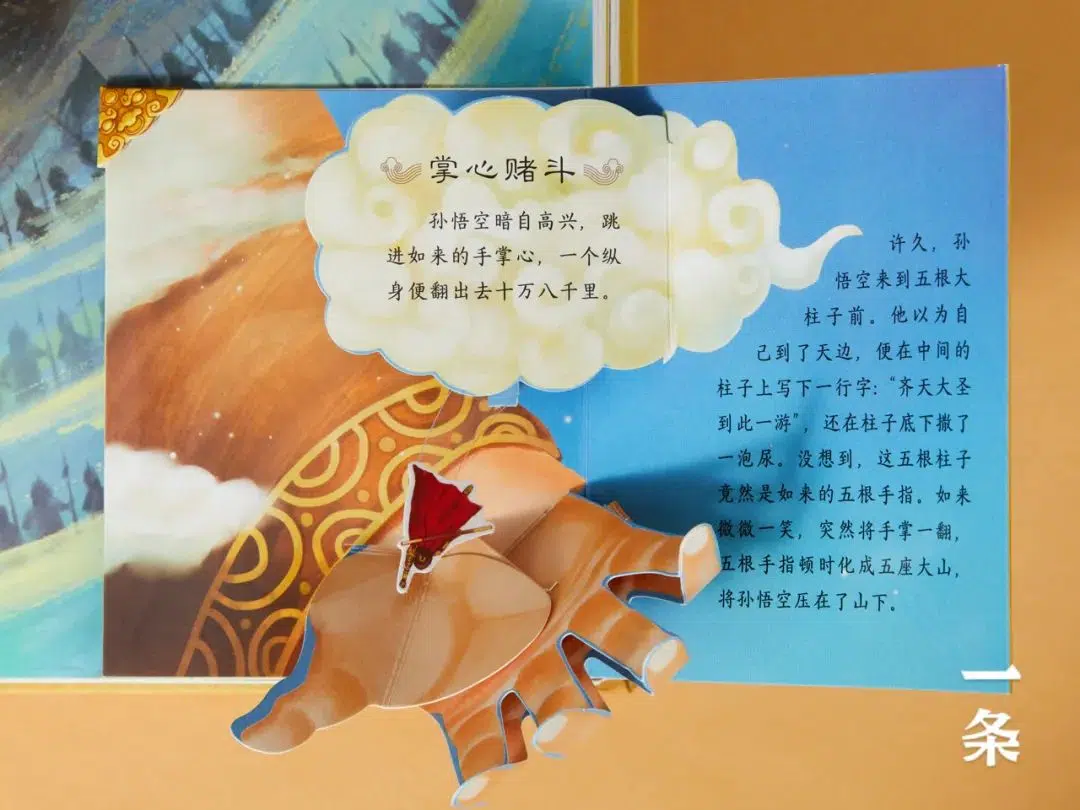 掌心赌斗
孙悟空暗自高兴，跳
进如来的手掌心，一个纵
身便翻出去十万八千里。
许久，孙
悟空来到五根大
柱子前。他以为自
己到了天边，便在中间的
柱子上写下一行字：“齐天大圣
到此一游”，还在柱子底下撒了
一泡尿。没想到，这五根柱子
竟然是如来的五根手指。如来
微微一笑，突然将手掌一翻，
五根手指顿时化成五座大山，
将孙悟空压在了山下。
一条